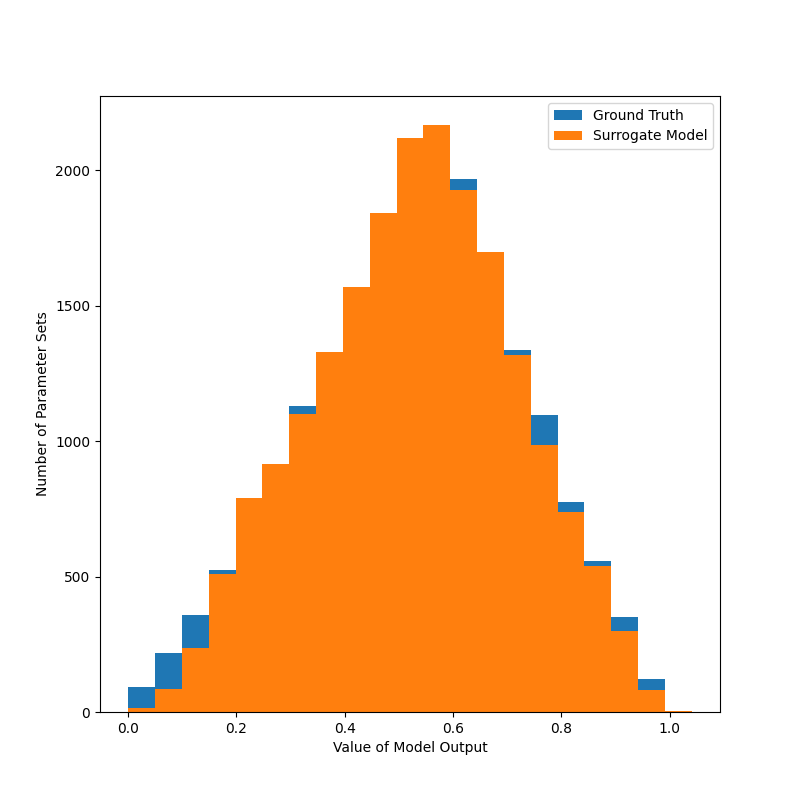 Ground Truth
Surrogate Model
2000
1500
1000
500
0
Number of Parameter Sets
0.0 0.2 0.4 0.6 0.8 1.0
Value of Model Output